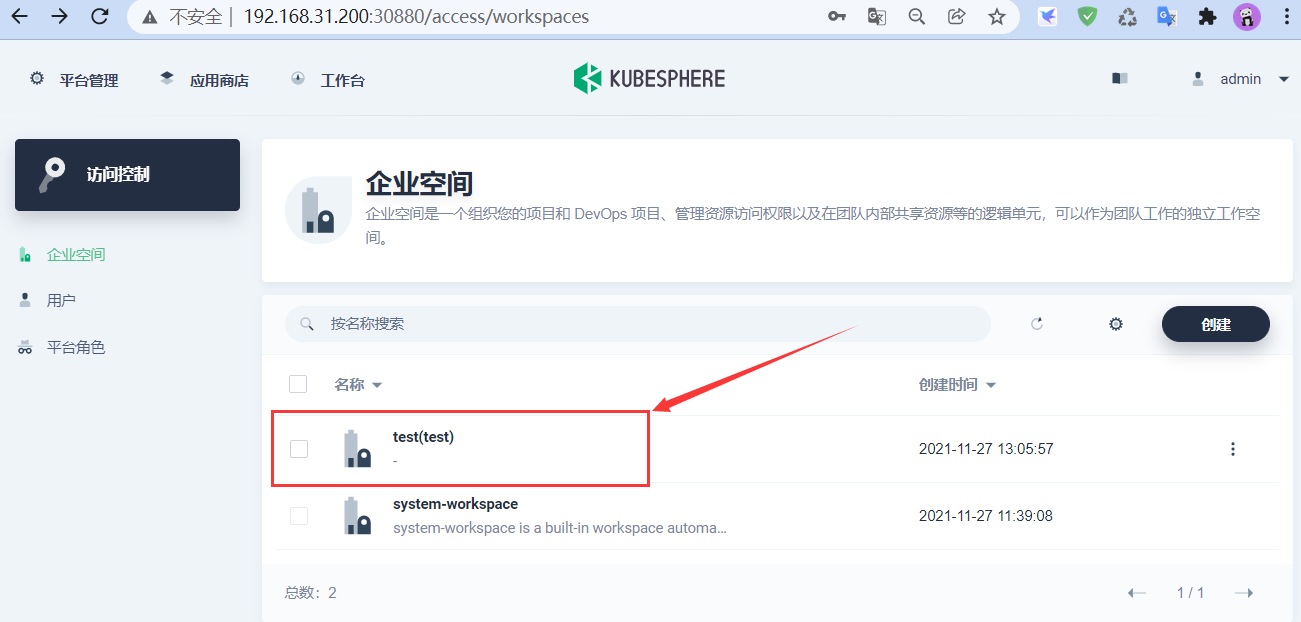 不安全 | 192.168.31.200:30880/access/workspaces
平台管理 应用商店 工作台 KUBESPHERE admin
访问控制
企业空间
用户
平台角色
企业空间
企业空间是一个组织您的项目和 DevOps 项目、管理资源访问权限以及在团队内部共享资源等的逻辑单元，可以作为团队工作的独立工作空
间。
按名称搜索 创建
名称 创建时间
test(test) 2021-11-27 13:05:57
-
system-workspace 2021-11-27 11:39:08
system-workspace is a built-in workspace automa...
总数：2 1 / 1